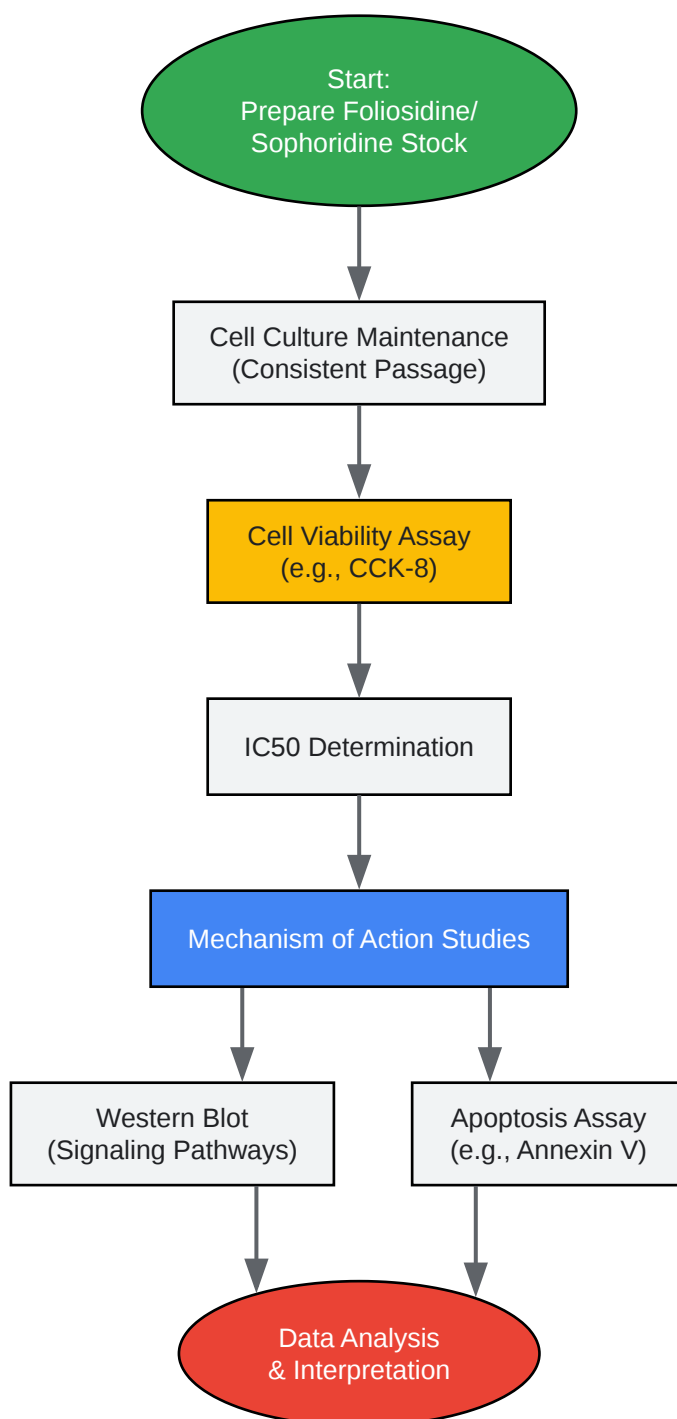 Start:
Prepare Foliosidine/
Sophoridine Stock
Cell Culture Maintenance
(Consistent Passage)
Cell Viability Assay
(e.g., CCK-8)
IC50 Determination
Mechanism of Action Studies
Western Blot
(Signaling Pathways)
Apoptosis Assay
(e.g., Annexin V)
Data Analysis
& Interpretation